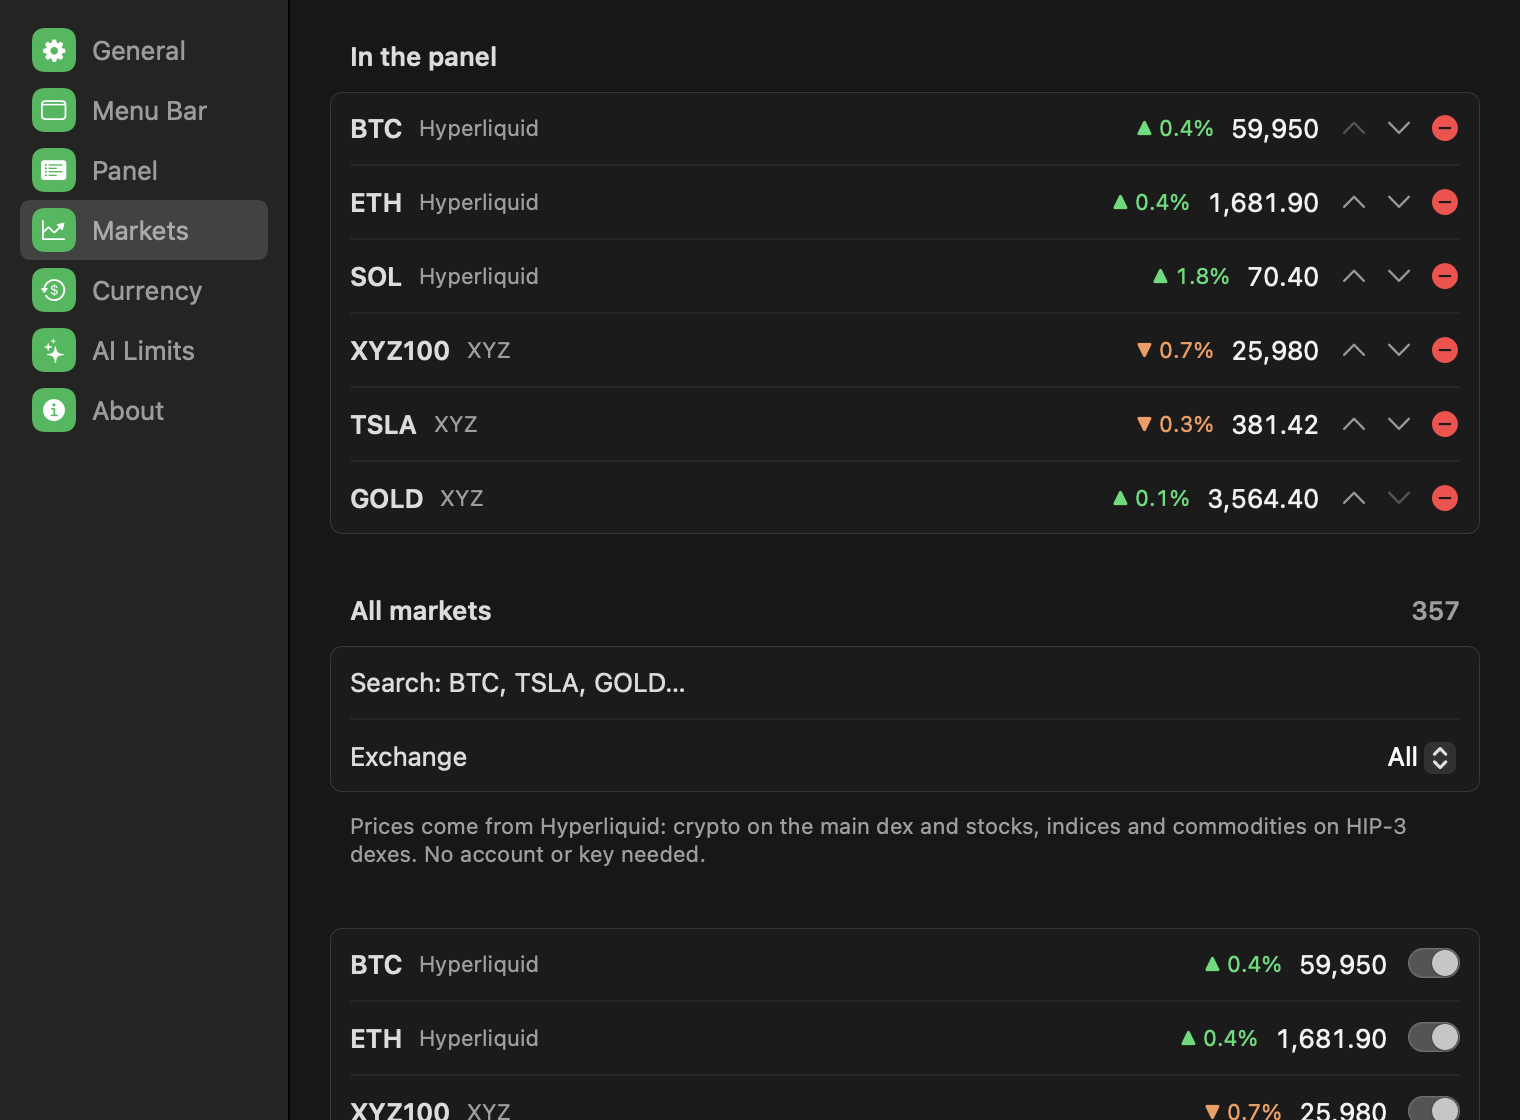 General
Menu Bar
Panel
Markets
Currency
AI Limits
About
In the panel
BTC Hyperliquid ▲ 0.4% 59,950
ETH Hyperliquid ▲ 0.4% 1,681.90
SOL Hyperliquid ▲ 1.8% 70.40
XYZ100 XYZ ▼ 0.7% 25,980
TSLA XYZ ▼ 0.3% 381.42
GOLD XYZ ▲ 0.1% 3,564.40
All markets 357
Search: BTC, TSLA, GOLD...
Exchange All
Prices come from Hyperliquid: crypto on the main dex and stocks, indices and commodities on HIP-3
dexes. No account or key needed.
BTC Hyperliquid ▲ 0.4% 59,950
ETH Hyperliquid ▲ 0.4% 1,681.90
XYZ100 XYZ ▼ 0.7% 25,980